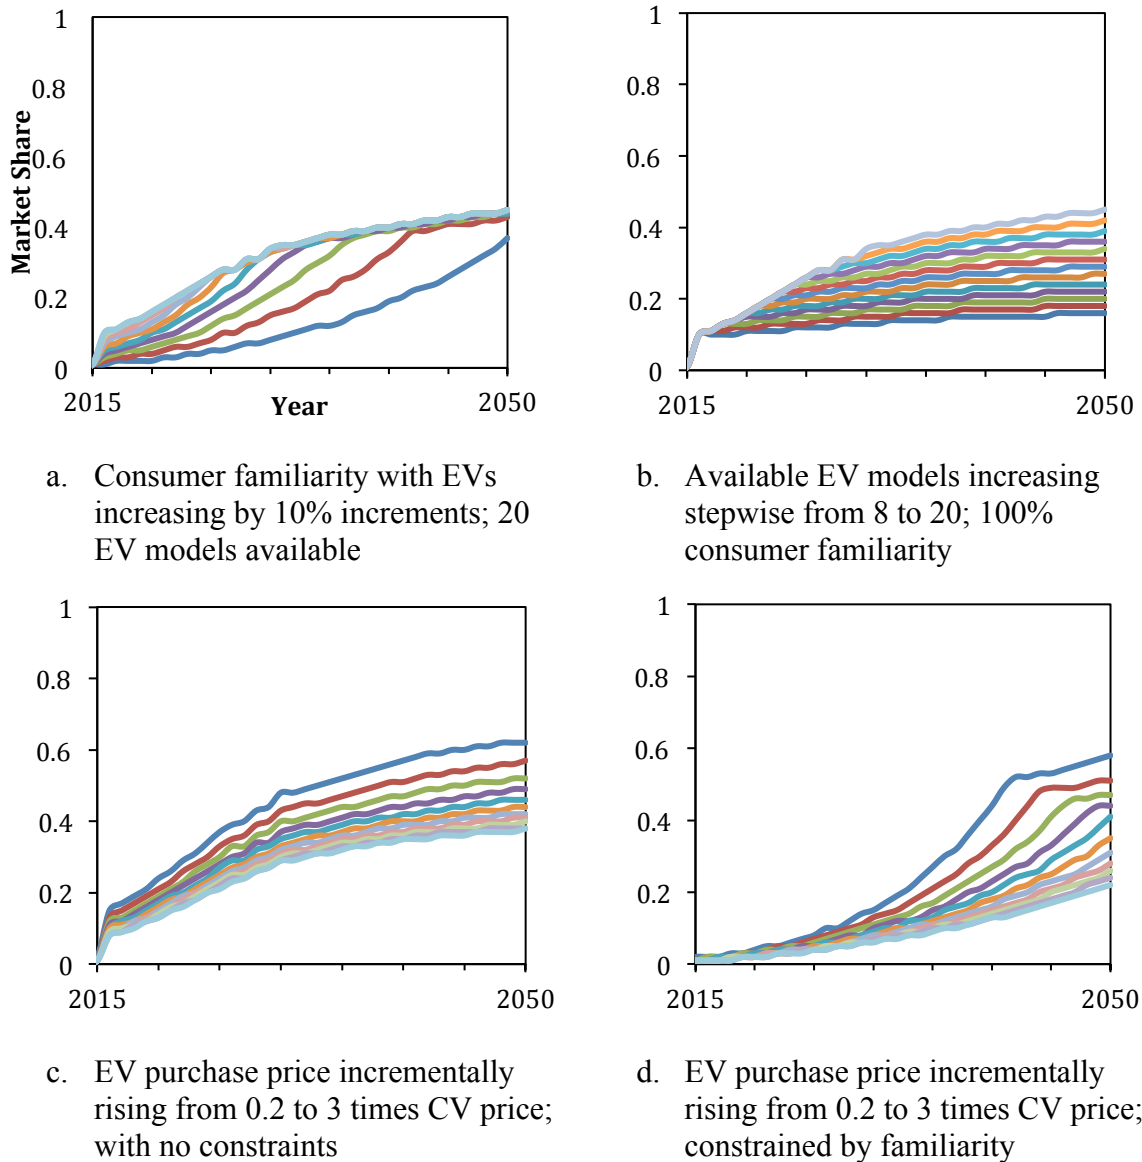 1
0.8
0.6
0.4
0.2
0
Market Share
2015
Year
2050
1
0.8
0.6
0.4
0.2
0
2015
2050
a. Consumer familiarity with EVs
increasing by 10% increments; 20
EV models available
b. Available EV models increasing
stepwise from 8 to 20; 100%
consumer familiarity
1
0.8
0.6
0.4
0.2
0
2015
2050
1
0.8
0.6
0.4
0.2
0
2015
2050
c. EV purchase price incrementally
rising from 0.2 to 3 times CV price;
with no constraints
d. EV purchase price incrementally
rising from 0.2 to 3 times CV price;
constrained by familiarity